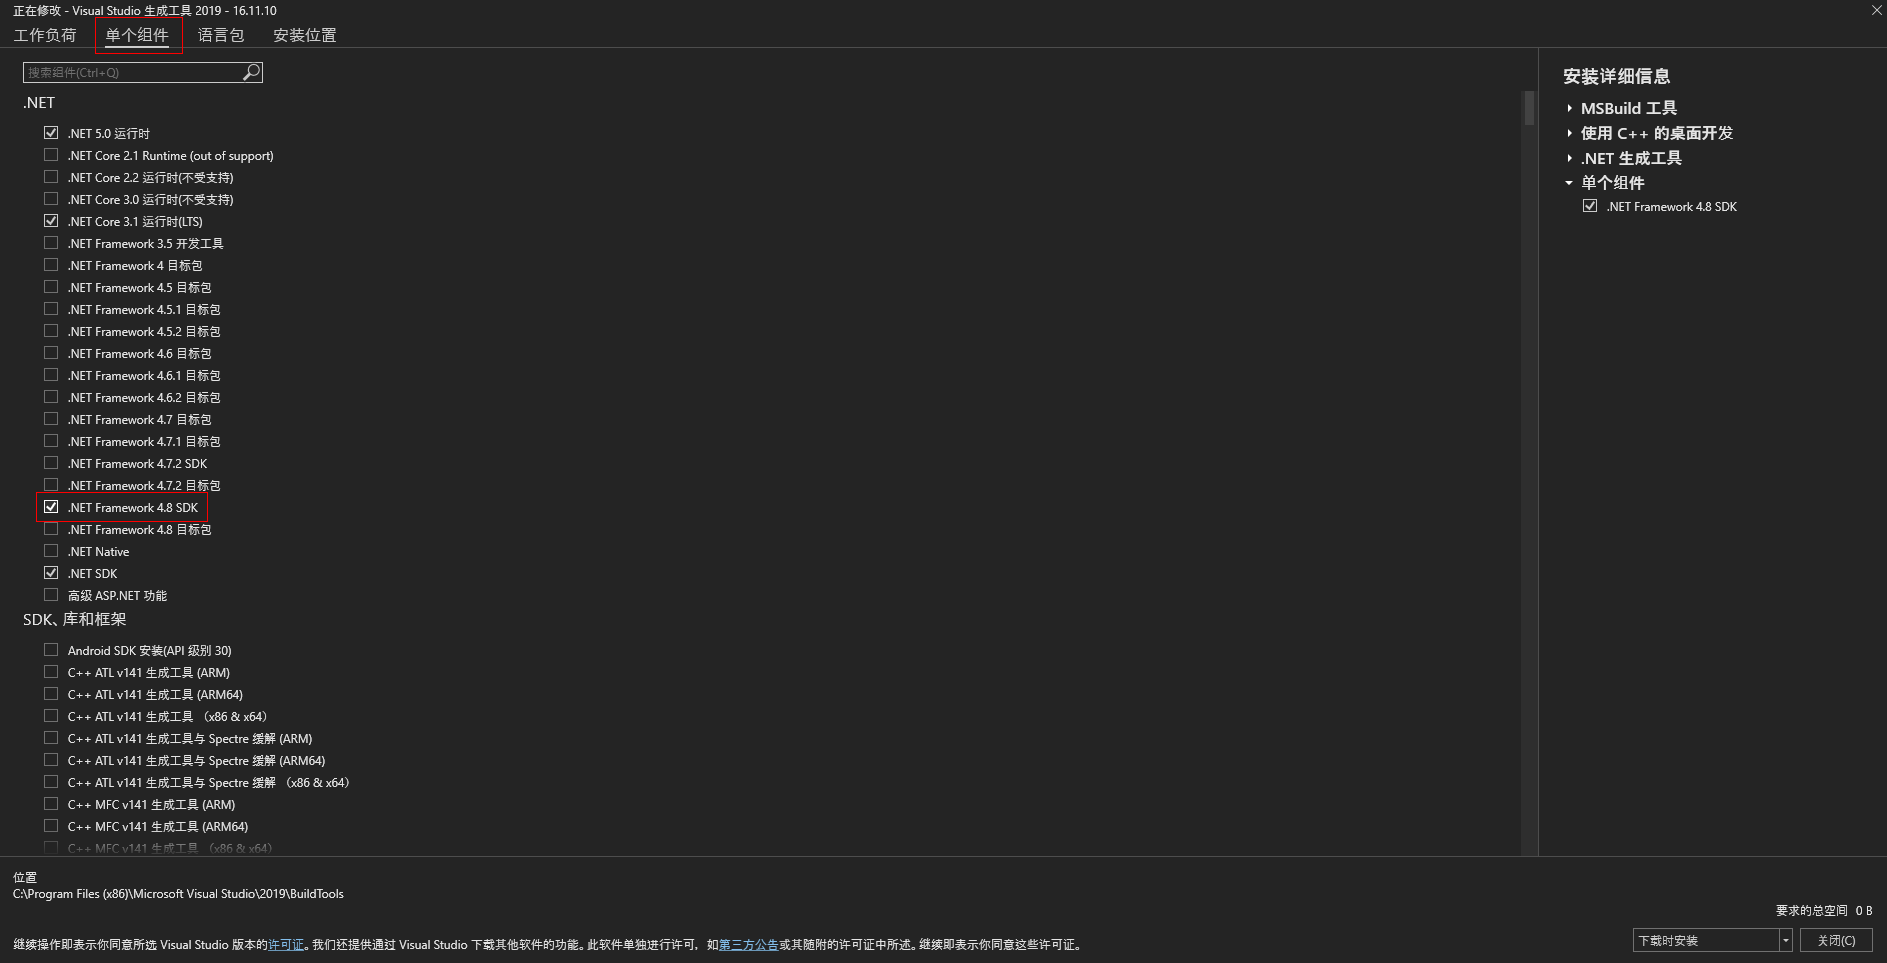 正在修改 - Visual Studio 生成工具 2019 - 16.11.10
工作负荷 单个组件 语言包 安装位置
搜索组件(Ctrl+Q)
.NET
.NET 5.0 运行时
.NET Core 2.1 Runtime (out of support)
.NET Core 2.2 运行时(不受支持)
.NET Core 3.0 运行时(不受支持)
.NET Core 3.1 运行时(LTS)
.NET Framework 3.5 开发工具
.NET Framework 4 目标包
.NET Framework 4.5 目标包
.NET Framework 4.5.1 目标包
.NET Framework 4.5.2 目标包
.NET Framework 4.6 目标包
.NET Framework 4.6.1 目标包
.NET Framework 4.6.2 目标包
.NET Framework 4.7 目标包
.NET Framework 4.7.1 目标包
.NET Framework 4.7.2 SDK
.NET Framework 4.7.2 目标包
.NET Framework 4.8 SDK
.NET Framework 4.8 目标包
.NET Native
.NET SDK
高级 ASP.NET 功能
SDK、库和框架
Android SDK 安装(API 级别 30)
C++ ATL v141 生成工具 (ARM)
C++ ATL v141 生成工具 (ARM64)
C++ ATL v141 生成工具 （x86 & x64）
C++ ATL v141 生成工具与 Spectre 缓解 (ARM)
C++ ATL v141 生成工具与 Spectre 缓解 (ARM64)
C++ ATL v141 生成工具与 Spectre 缓解 （x86 & x64）
C++ MFC v141 生成工具 (ARM)
C++ MFC v141 生成工具 (ARM64)
C++ MFC v141 生成工具 （x86 & x64）
安装详细信息
MSBuild 工具
使用 C++ 的桌面开发
.NET 生成工具
单个组件
.NET Framework 4.8 SDK
位置
C:\Program Files (x86)\Microsoft Visual Studio\2019\BuildTools
要求的总空间 0 B
继续操作即表示你同意所选 Visual Studio 版本的许可证。我们还提供通过 Visual Studio 下载其他软件的功能。此软件单独进行许可，如第三方公告或其随附的许可证中所述。继续即表示你同意这些许可证。
下载时安装 关闭(C)